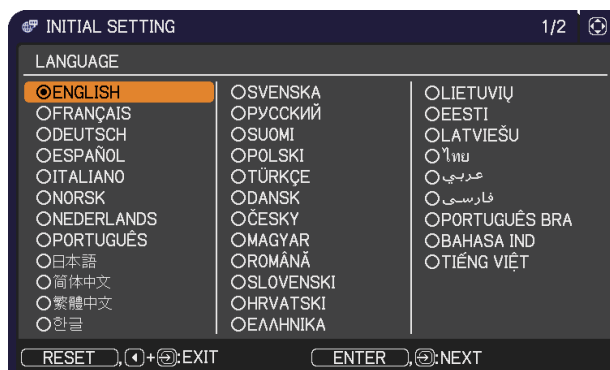 INITIAL SETTING 1/2
LANGUAGE
ENGLISH
FRANÇAIS
DEUTSCH
ESPAÑOL
ITALIANO
NORSK
NEDERLANDS
PORTUGUÊS
日本語
简体中文
繁體中文
한글
SVENSKA
РУССКИЙ
SUOMI
POLSKI
TÜRKÇE
DANSK
ČESKY
MAGYAR
ROMÂNĂ
SLOVENSKI
HRVATSKI
ΕΛΛΗΝΙΚΑ
LIETUVIŲ
EESTI
LATVIEŠU
ไทย
عربي
فارسی
PORTUGUÊS BRA
BAHASA IND
TIẾNG VIỆT
RESET ,+:EXIT ENTER ,:NEXT